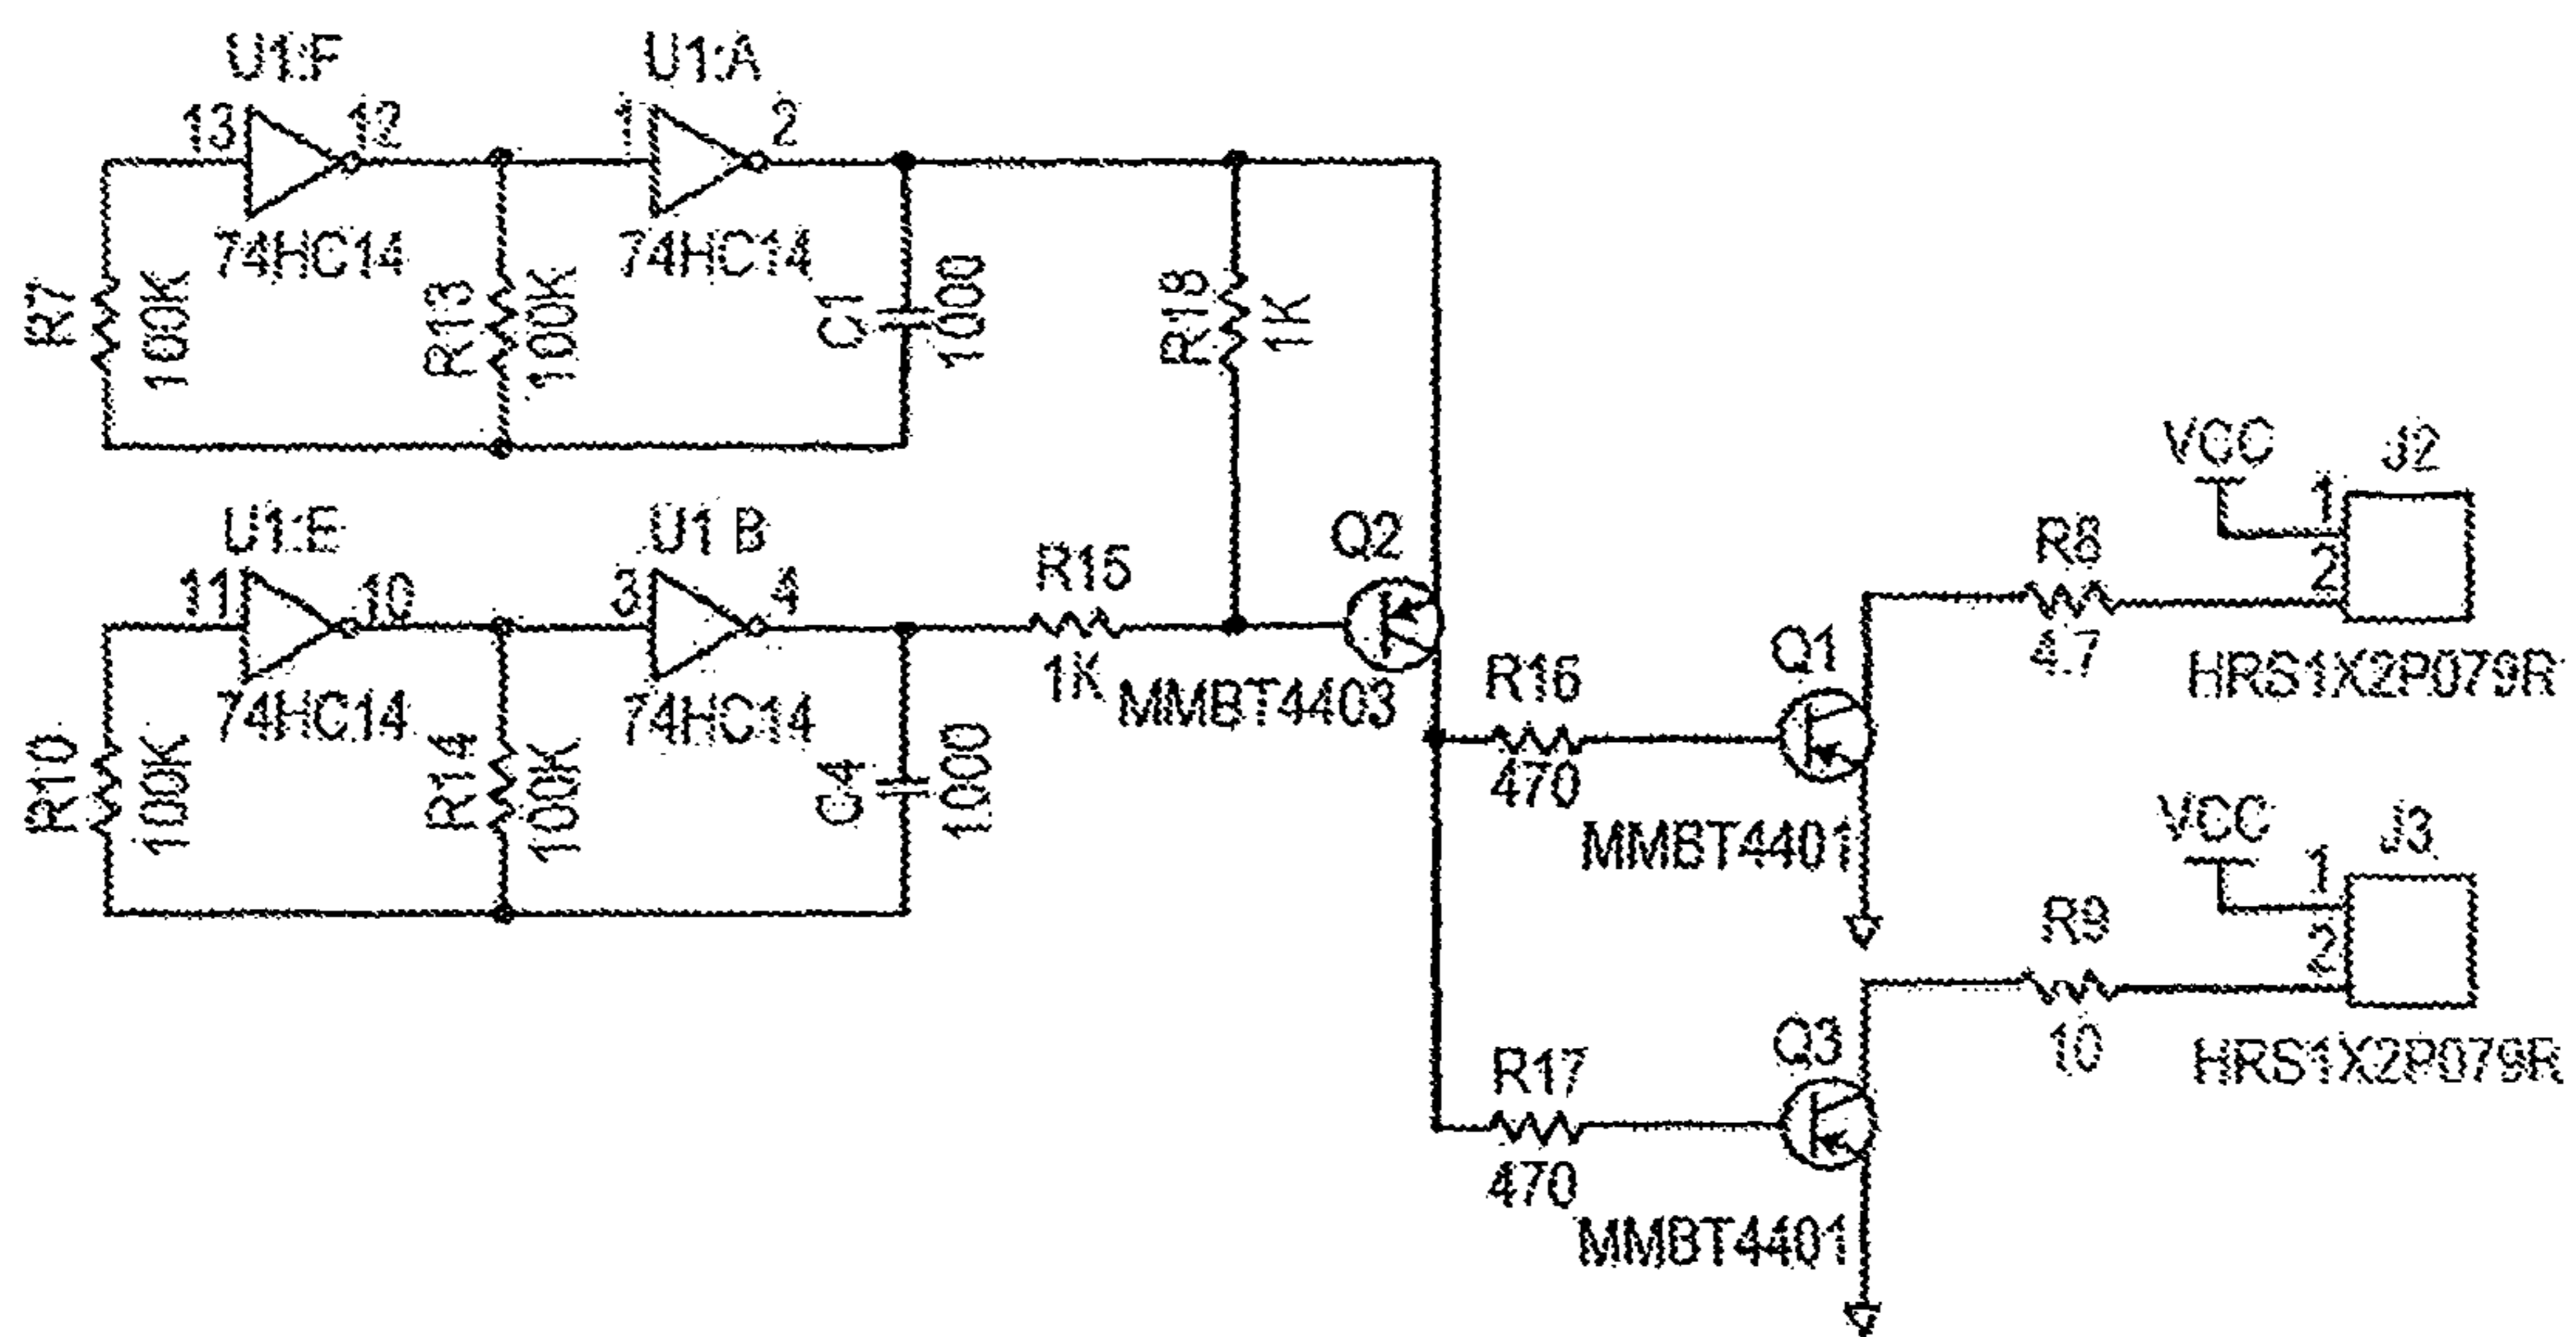 U1:F
U1:A
13
12
1
2
74HC14
74HC14
R7
100K
R13
100K
C1
1000
R18
1K
U1:E
U1 B
11
10
3
4
74HC14
74HC14
R10
100K
R14
100K
C4
1000
R15
1K
Q2
MMBT4403
R16
470
Q1
MMBT4401
R8
4.7
VCC
J2
1
2
HRS1X2P079R
R17
470
Q3
MMBT4401
R9
10
VCC
J3
1
2
HRS1X2P079R